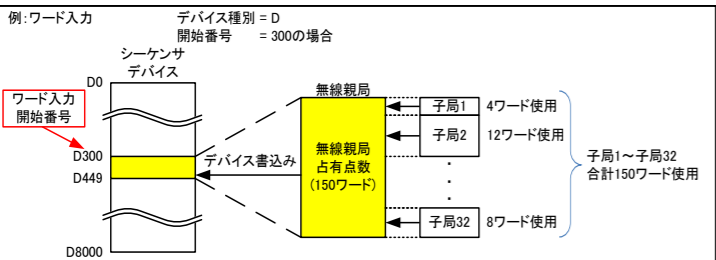 例:ワード入力
デバイス種別 = D
開始番号 = 300の場合
シーケンサ
デバイス
D0
ワード入力
開始番号
D300
D449
D8000
デバイス書込み
無線親局
無線親局
占有点数
(150ワード)
子局1
4ワード使用
子局2
12ワード使用
・
・
・
・
子局32
8ワード使用
子局1~子局32
合計150ワード使用